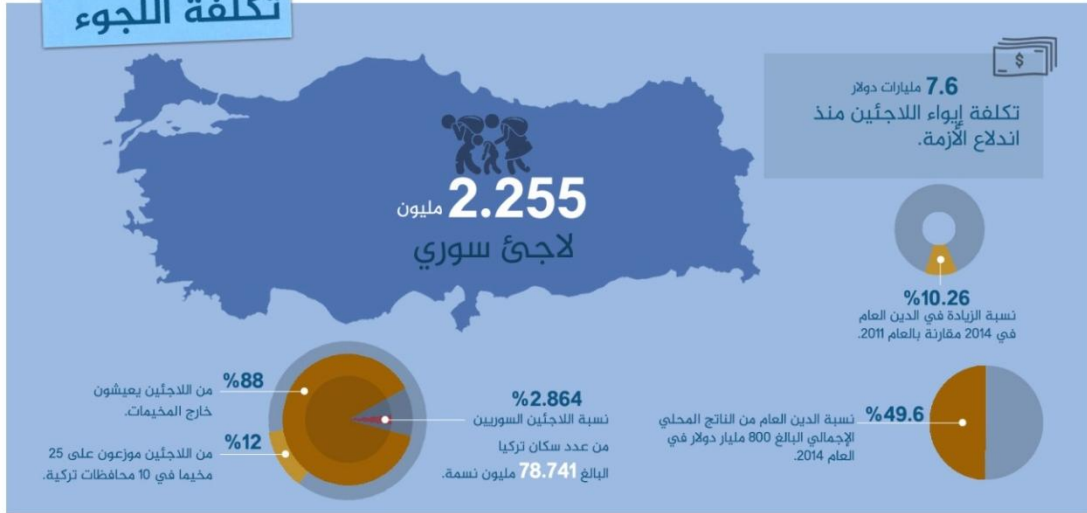 تكلفة اللجوء
7.6 مليارات دولار
تكلفة إيواء اللاجئين منذ
اندلاع الأزمة.
2.255 مليون
لاجئ سوري
%10.26
نسبة الزيادة في الدين العام
في 2014 مقارنة بالعام 2011.
%49.6
نسبة الدين العام من الناتج المحلي
الإجمالي البالغ 800 مليار دولار في
العام 2014.
%2.864
نسبة اللاجئين السوريين
من عدد سكان تركيا
البالغ 78.741 مليون نسمة.
%88
من اللاجئين يعيشون
خارج المخيمات.
%12
من اللاجئين موزعون على 25
مخيما في 10 محافظات تركية.